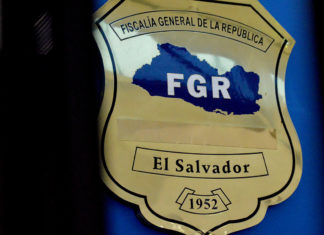 FISCALÍA GENERAL DE LA REPÚBLICA
FGR
El Salvador
1952